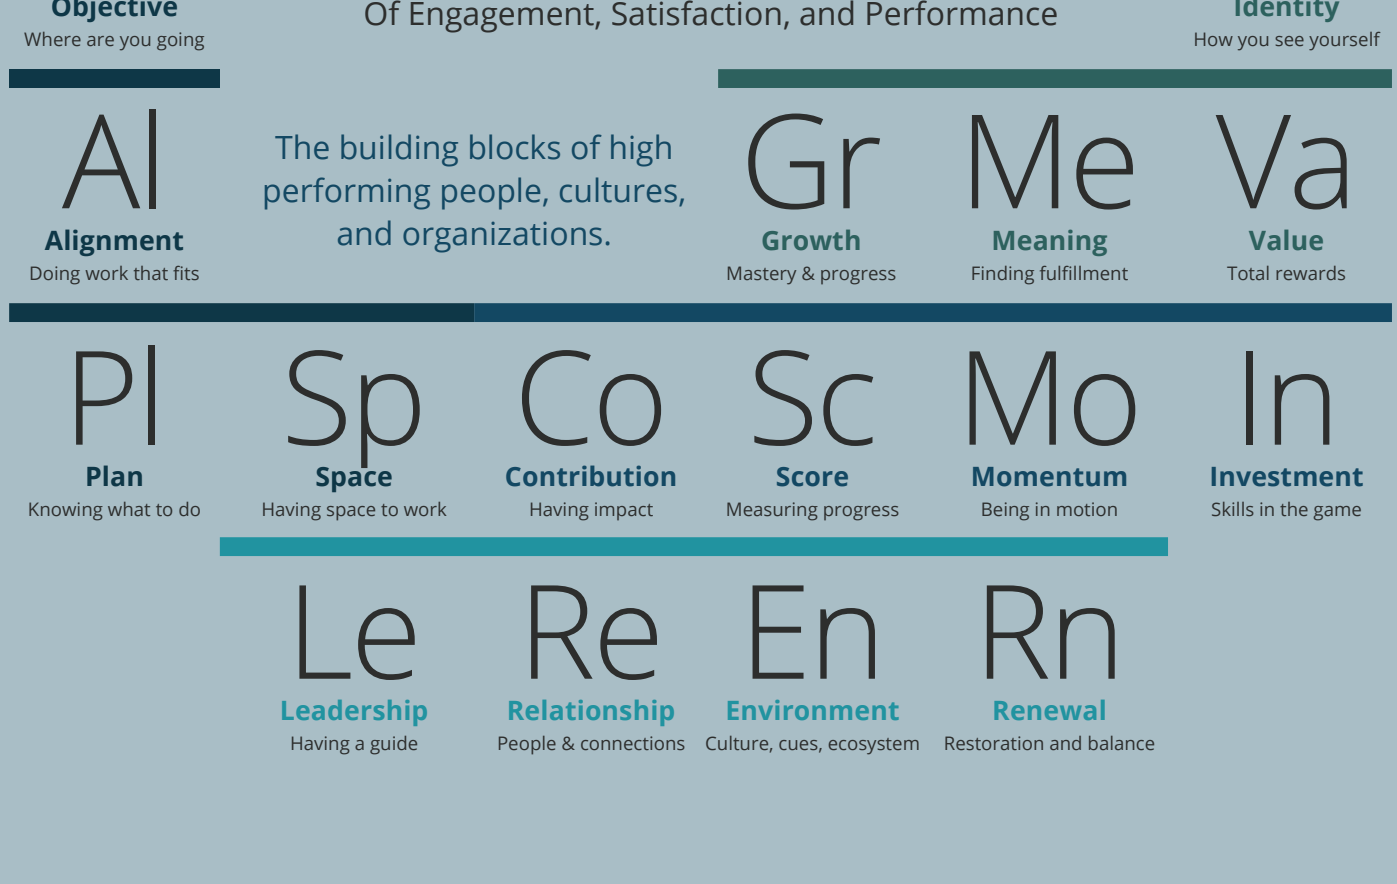 Objective
Of Engagement, Satisfaction, and Performance
Identity
Where are you going
How you see yourself
Al
The building blocks of high
performing people, cultures,
and organizations.
Gr
Me
Va
Alignment
Growth
Meaning
Value
Doing work that fits
Mastery & progress
Finding fulfillment
Total rewards
Pl
Sp
Co
Sc
Mo
In
Plan
Space
Contribution
Score
Momentum
Investment
Knowing what to do
Having space to work
Having impact
Measuring progress
Being in motion
Skills in the game
Le
Re
En
Rn
Leadership
Relationship
Environment
Renewal
Having a guide
People & connections
Culture, cues, ecosystem
Restoration and balance